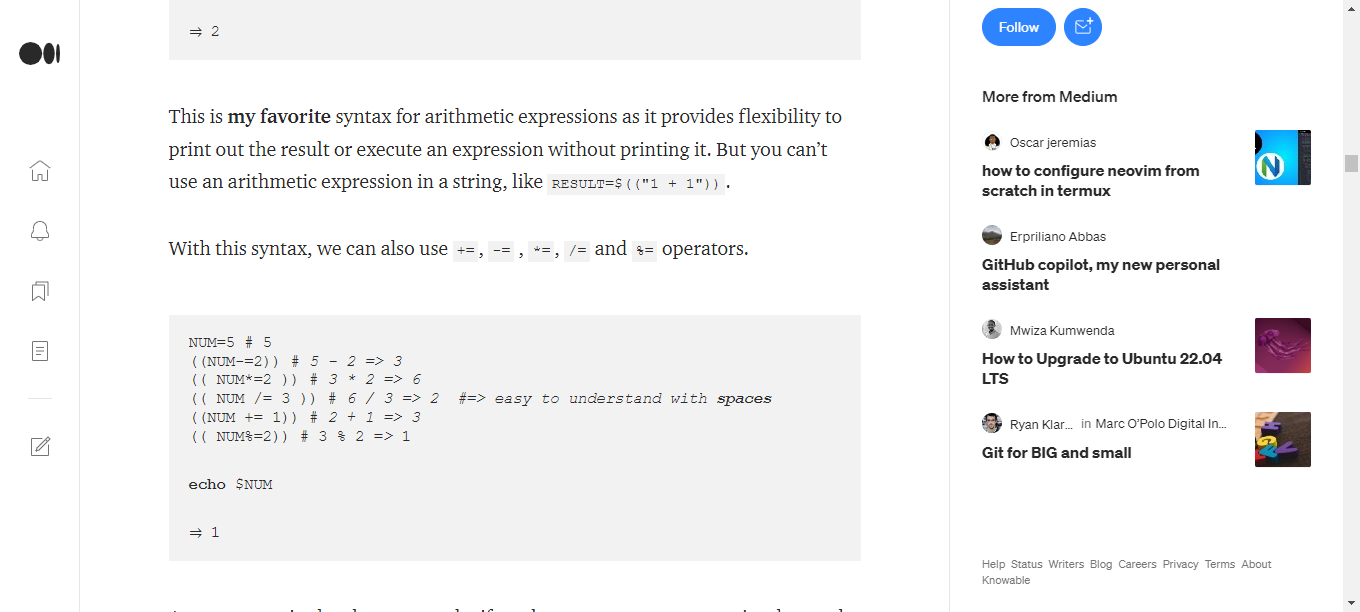 ⇒ 2
This is my favorite syntax for arithmetic expressions as it provides flexibility to
print out the result or execute an expression without printing it. But you can’t
use an arithmetic expression in a string, like RESULT=$(("1 + 1")).
With this syntax, we can also use +=, -= , *=, /= and %= operators.
NUM=5 # 5
((NUM-=2)) # 5 - 2 => 3
(( NUM*=2 )) # 3 * 2 => 6
(( NUM /= 3 )) # 6 / 3 => 2  #=> easy to understand with spaces
((NUM += 1)) # 2 + 1 => 3
(( NUM%=2)) # 3 % 2 => 1
echo $NUM
⇒ 1
Follow
More from Medium
Oscar jeremias
how to configure neovim from
scratch in termux
Erpriliano Abbas
GitHub copilot, my new personal
assistant
Mwiza Kumwenda
How to Upgrade to Ubuntu 22.04
LTS
Ryan Klar... in Marc O’Polo Digital In...
Git for BIG and small
Help Status Writers Blog Careers Privacy Terms About
Knowable